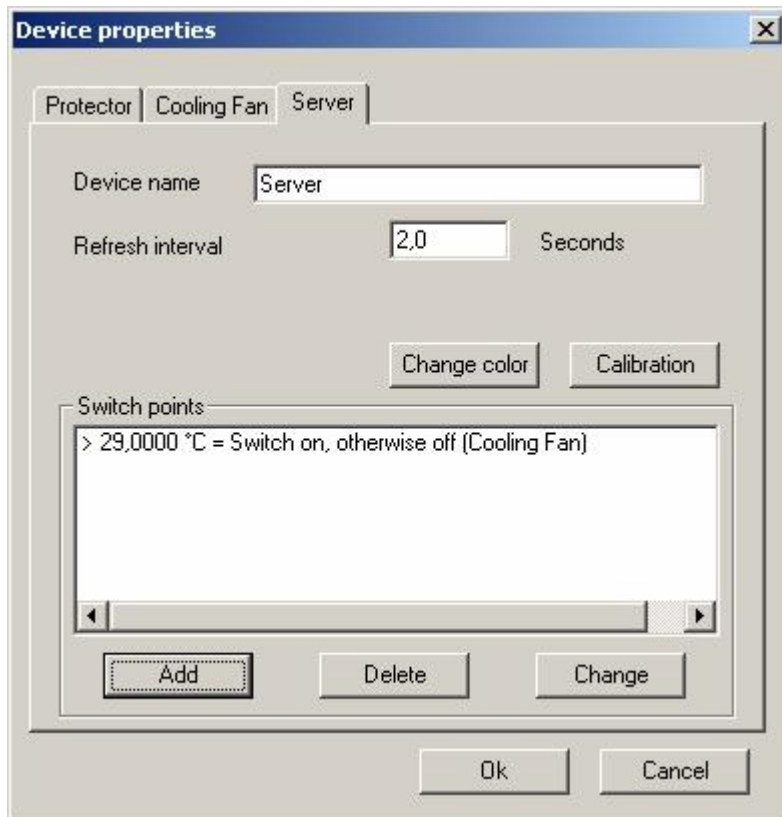 Device properties
Protector Cooling Fan Server
Device name Server
Refresh interval 2,0 Seconds
Change color Calibration
Switch points
> 29,0000 °C = Switch on, otherwise off (Cooling Fan)
Add Delete Change
Ok Cancel